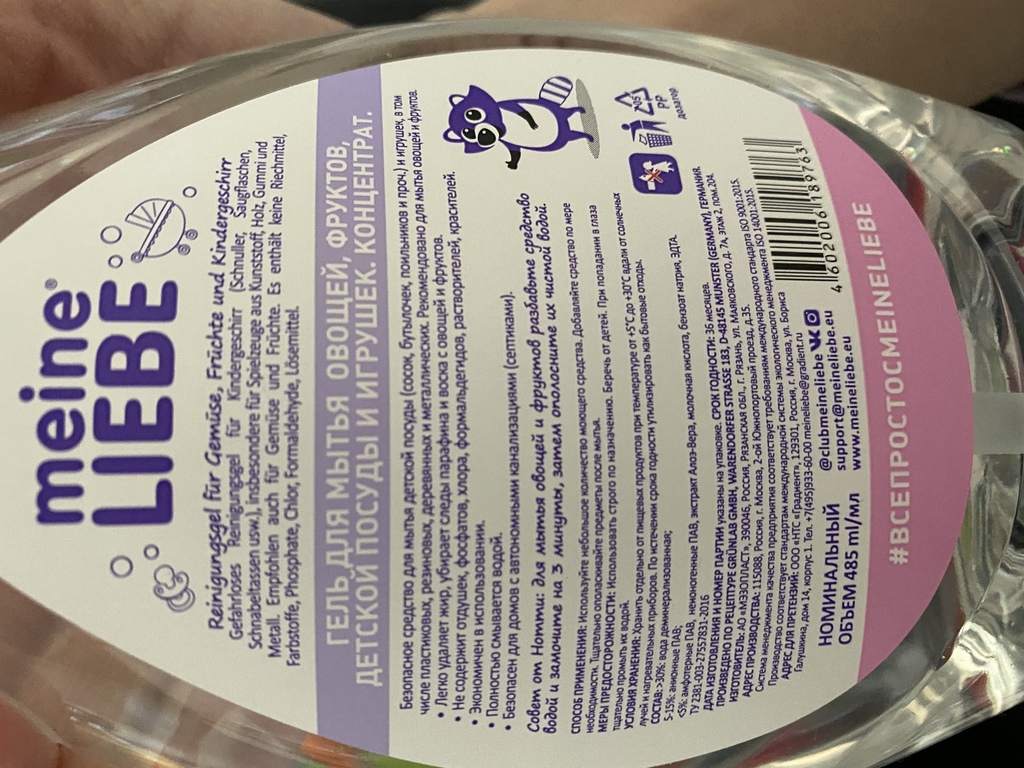 meine®
LIEBE
Reinigungsgel für Gemüse, Früchte und Kindergeschirr
Gefahrloses Reinigungsgel für Kindergeschirr (Schnuller, Saugflaschen,
Schnabeltassen usw.), insbesondere für Spielzeuge aus Kunststoff, Holz, Gummi und
Metall. Empfohlen auch für Gemüse und Früchte. Es enthält keine Riechmittel,
Farbstoffe, Phosphate, Chlor, Formaldehyde, Lösemittel.
ГЕЛЬ ДЛЯ МЫТЬЯ ОВОЩЕЙ, ФРУКТОВ,
ДЕТСКОЙ ПОСУДЫ И ИГРУШЕК. КОНЦЕНТРАТ.
Безопасное средство для мытья детской посуды (сосок, бутылочек, поильников и проч.) и игрушек, в том
числе пластиковых, резиновых, деревянных и металлических. Рекомендовано для мытья овощей и фруктов.
• Легко удаляет жир, убирает следы парафина и воска с овощей и фруктов.
• Не содержит отдушек, фосфатов, хлора, формальдегидов, растворителей, красителей.
• Экономичен в использовании.
• Полностью смывается водой.
• Безопасен для домов с автономными канализациями (септиками).
Совет от Нотти: для мытья овощей и фруктов разбавьте средство
водой и замочите на 3 минуты, затем ополосните их чистой водой.
СПОСОБ ПРИМЕНЕНИЯ: Используйте небольшое количество моющего средства. Добавляйте средство по мере
необходимости. Тщательно ополаскивайте предметы после мытья.
МЕРЫ ПРЕДОСТОРОЖНОСТИ: Использовать строго по назначению. Беречь от детей. При попадании в глаза
тщательно промыть их водой.
УСЛОВИЯ ХРАНЕНИЯ: Хранить отдельно от пищевых продуктов при температуре от +5°С до +30°С вдали от солнечных
лучей и нагревательных приборов. По истечении срока годности утилизировать как бытовые отходы.
СОСТАВ: >30%: вода деминерализованная;
5-15%: анионные ПАВ;
<5%: амфотерные ПАВ, неионогенные ПАВ, экстракт Алоэ-Вера, молочная кислота, бензоат натрия, ЭДТА.
ТУ 2381-003-27557831-2016
ДАТА ИЗГОТОВЛЕНИЯ И НОМЕР ПАРТИИ указаны на упаковке. СРОК ГОДНОСТИ: 36 месяцев.
ПРОИЗВЕДЕНО ПО РЕЦЕПТУРЕ GRÜNLAB GMBH, WARENDORFER STRASSE 183, D-48145 MUNSTER (GERMANY), ГЕРМАНИЯ.
ИЗГОТОВИТЕЛЬ: АО «МЕЗОПЛАСТ», 390046, Россия, Рязанская обл., г. Рязань, ул. Маяковского, д. 7А, этаж 2, пом.204.
АДРЕС ПРОИЗВОДСТВА: 115088, Россия, г. Москва, 2-ой Южнопортовый проезд, д.35.
Система менеджмента качества предприятия соответствует требованиям международного стандарта ISO 9001:2015.
Производство соответствует стандартам международной системы экологического менеджмента ISO 14001:2015.
АДРЕС ДЛЯ ПРЕТЕНЗИЙ: ООО «НТС «Градиент», 129301, Россия, г. Москва, ул. Бориса
Галушкина, дом 14, корпус 1. Тел. +7(495)933-60-00 meineliebe@gradient.ru
05
PP
дозатор
НОМИНАЛЬНЫЙ
ОБЪЕМ 485 ml/мл
@clubmeineliebe
support@meineliebe.eu
www.meineliebe.eu
4 602006 189763
#ВСЕПРОСТОСMEINELIEBE